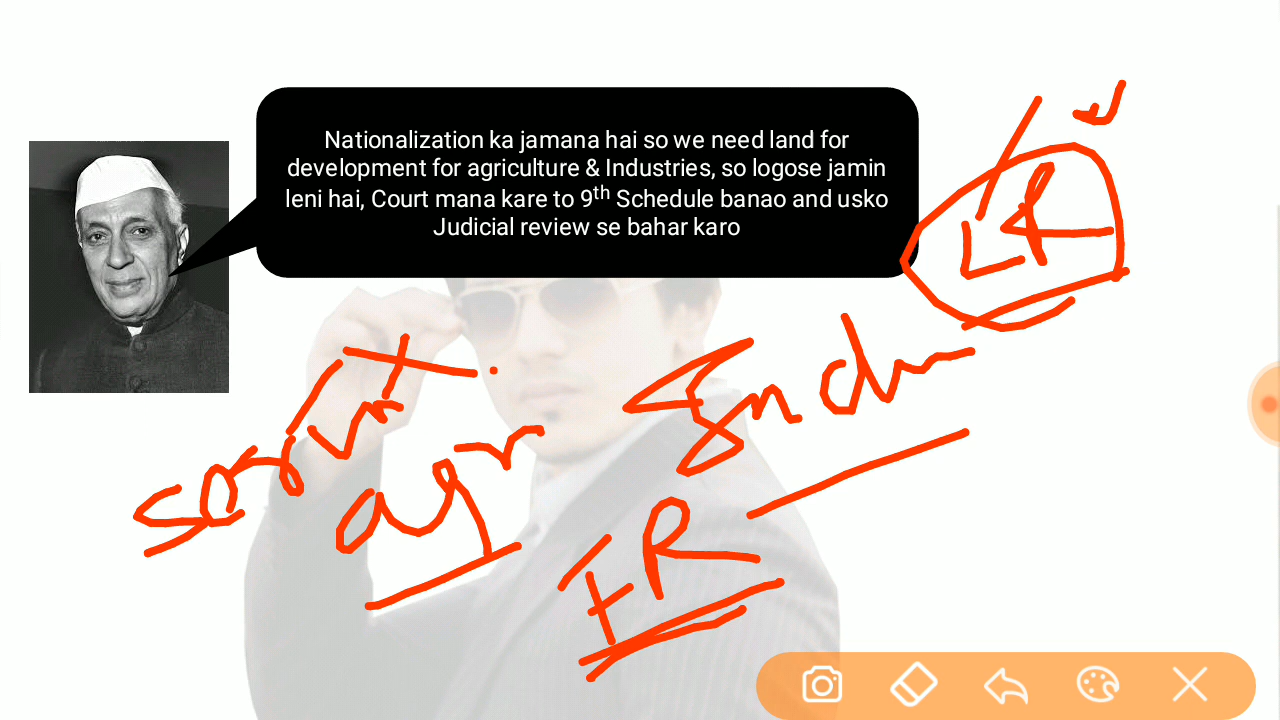 Nationalization ka jamana hai so we need land for
development for agriculture & Industries, so logose jamin
leni hai, Court mana kare to 9th Schedule banao and usko
Judicial review se bahar karo
LR
Indu
agr
FR